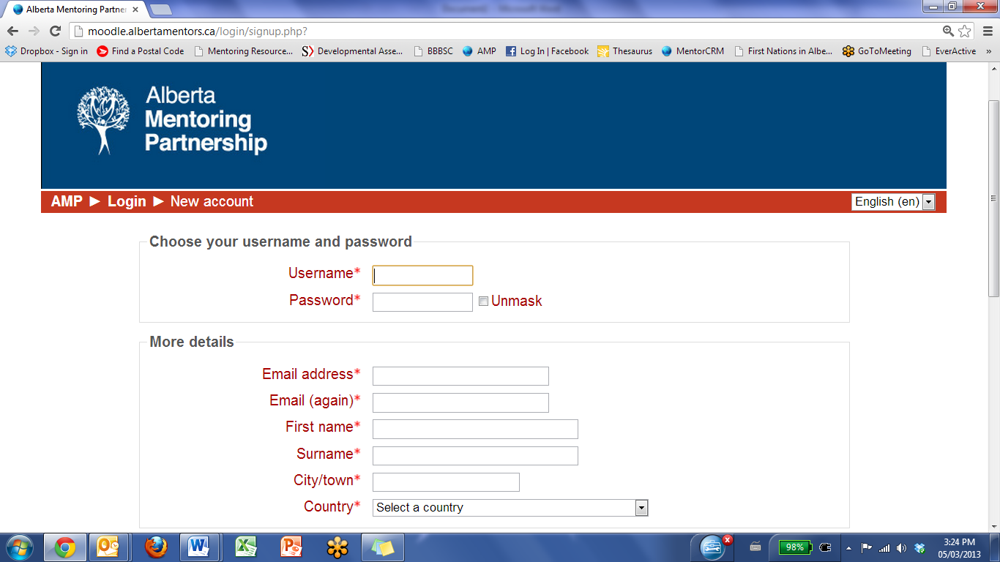 Alberta Mentoring Partner
moodle.albertamentors.ca/login/signup.php?
Dropbox - Sign in Find a Postal Code Mentoring Resource... Developmental Asse... BBBSC AMP Log In | Facebook Thesaurus MentorCRM First Nations in Albe... GoToMeeting EverActive »
Alberta
Mentoring
Partnership
AMP ► Login ► New account English (en)
Choose your username and password
Username*
Password* Unmask
More details
Email address*
Email (again)*
First name*
Surname*
City/town*
Country* Select a country
98% 3:24 PM
05/03/2013